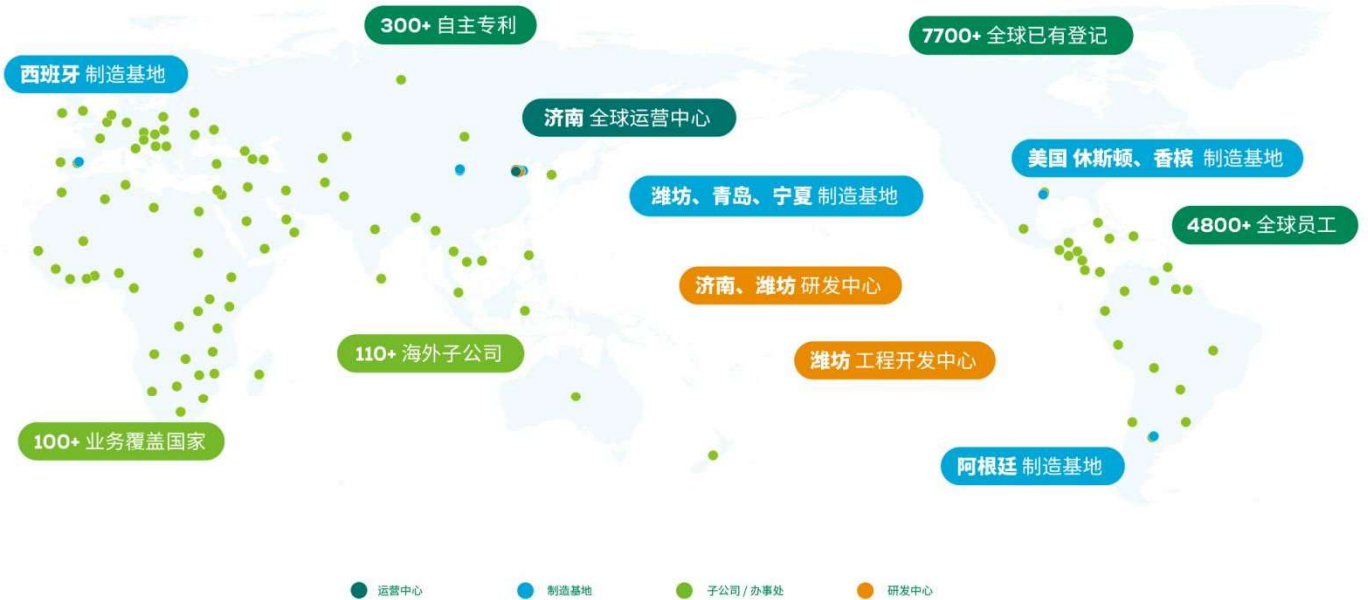 300+ 自主专利
7700+ 全球已有登记
西班牙 制造基地
济南 全球运营中心
美国 休斯顿、香槟 制造基地
潍坊、青岛、宁夏 制造基地
4800+ 全球员工
济南、潍坊 研发中心
110+ 海外子公司
潍坊 工程开发中心
100+ 业务覆盖国家
阿根廷 制造基地
运营中心
制造基地
子公司 / 办事处
研发中心